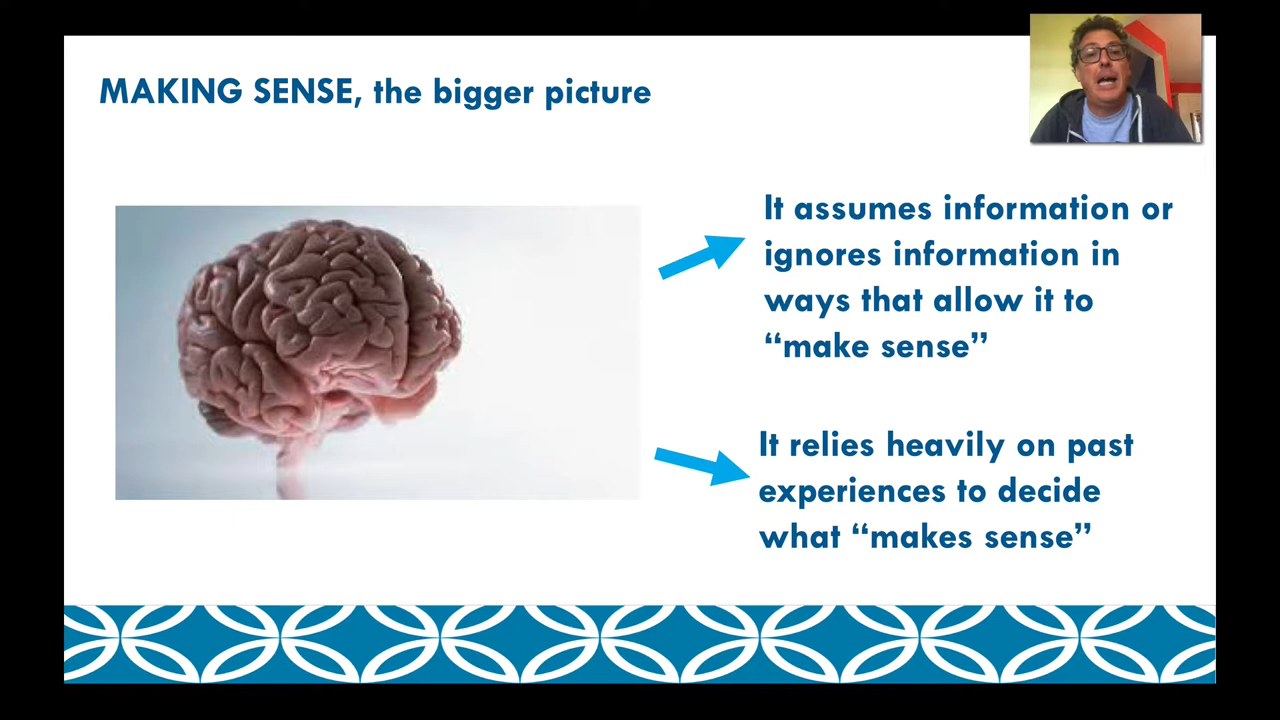 MAKING SENSE, the bigger picture
It assumes information or
ignores information in
ways that allow it to
“make sense”
It relies heavily on past
experiences to decide
what “makes sense”